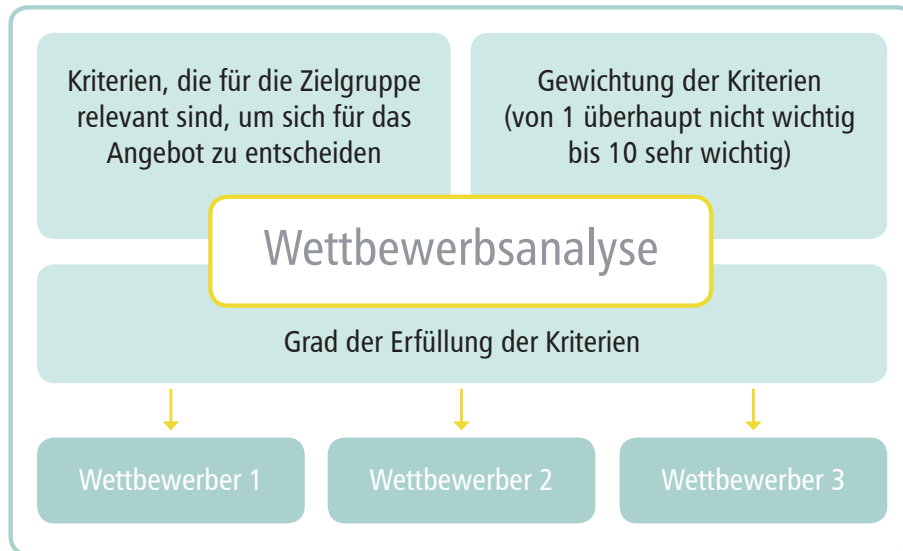 Kriterien, die für die Zielgruppe
relevant sind, um sich für das
Angebot zu entscheiden
Gewichtung der Kriterien
(von 1 überhaupt nicht wichtig
bis 10 sehr wichtig)
Wettbewerbsanalyse
Grad der Erfüllung der Kriterien
Wettbewerber 1
Wettbewerber 2
Wettbewerber 3